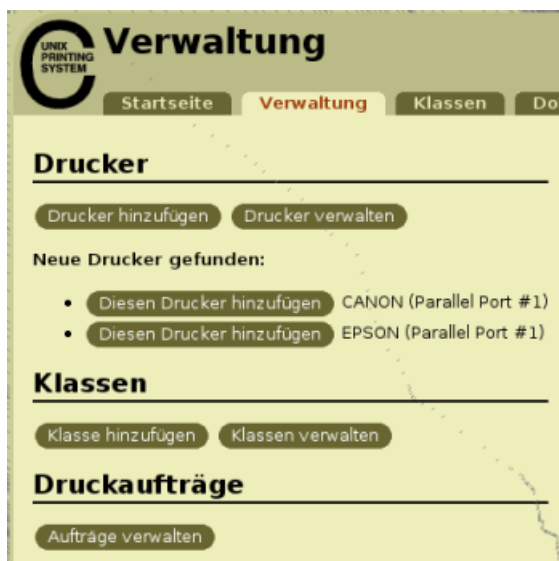 UNIX
PRINTING
SYSTEM
Verwaltung
Startseite Verwaltung Klassen Do
Drucker
Drucker hinzufügen Drucker verwalten
Neue Drucker gefunden:
• Diesen Drucker hinzufügen CANON (Parallel Port #1)
• Diesen Drucker hinzufügen EPSON (Parallel Port #1)
Klassen
Klasse hinzufügen Klassen verwalten
Druckaufträge
Aufträge verwalten